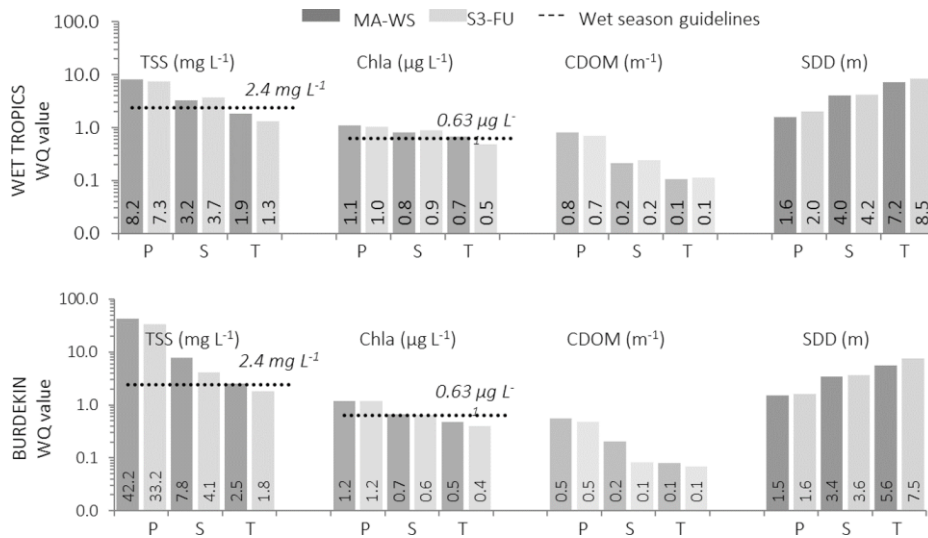 MA-WS S3-FU Wet season guidelines
WET TROPICS
WQ value
100.0
10.0
1.0
0.1
0.0
TSS (mg L⁻¹) Chla (µg L⁻¹) CDOM (m⁻¹) SDD (m)
2.4 mg L⁻¹
0.63 µg L⁻
1
8.2 7.3 3.2 3.7 1.9 1.3 1.1 1.0 0.8 0.9 0.7 0.5 0.8 0.7 0.2 0.2 0.1 0.1 1.6 2.0 4.0 4.2 7.2 8.5
P S T P S T P S T P S T
BURDEKIN
WQ value
100.0
10.0
1.0
0.1
0.0
TSS (mg L⁻¹) Chla (µg L⁻¹) CDOM (m⁻¹) SDD (m)
2.4 mg L⁻¹
0.63 µg L⁻
1
42.2 33.2 7.8 4.1 2.5 1.8 1.2 1.2 0.7 0.6 0.5 0.4 0.5 0.5 0.2 0.1 0.1 0.1 1.5 1.6 3.4 3.6 5.6 7.5
P S T P S T P S T P S T